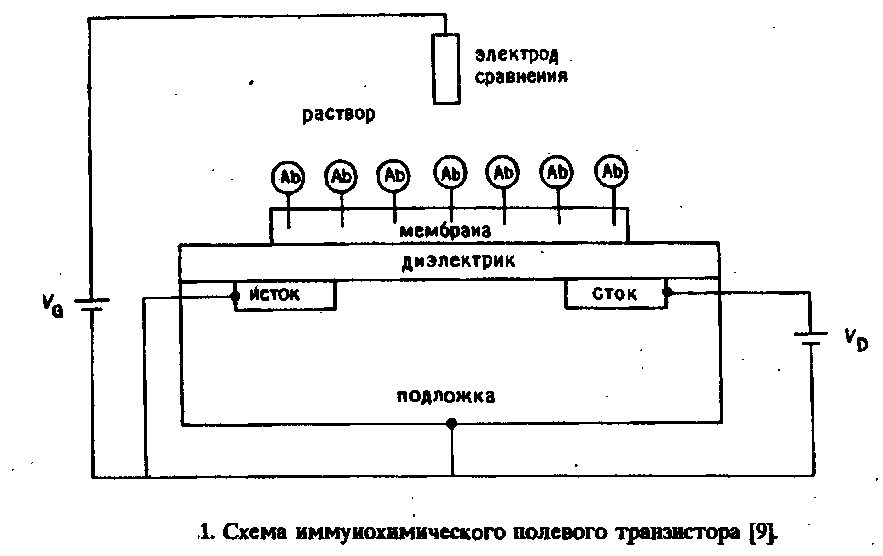 электрод
сравнения
раствор
Ab Ab Ab Ab Ab Ab Ab
мембрана
диэлектрик
исток
сток
V_G
V_D
подложка
1. Схема иммунохимического полевого транзистора [9].